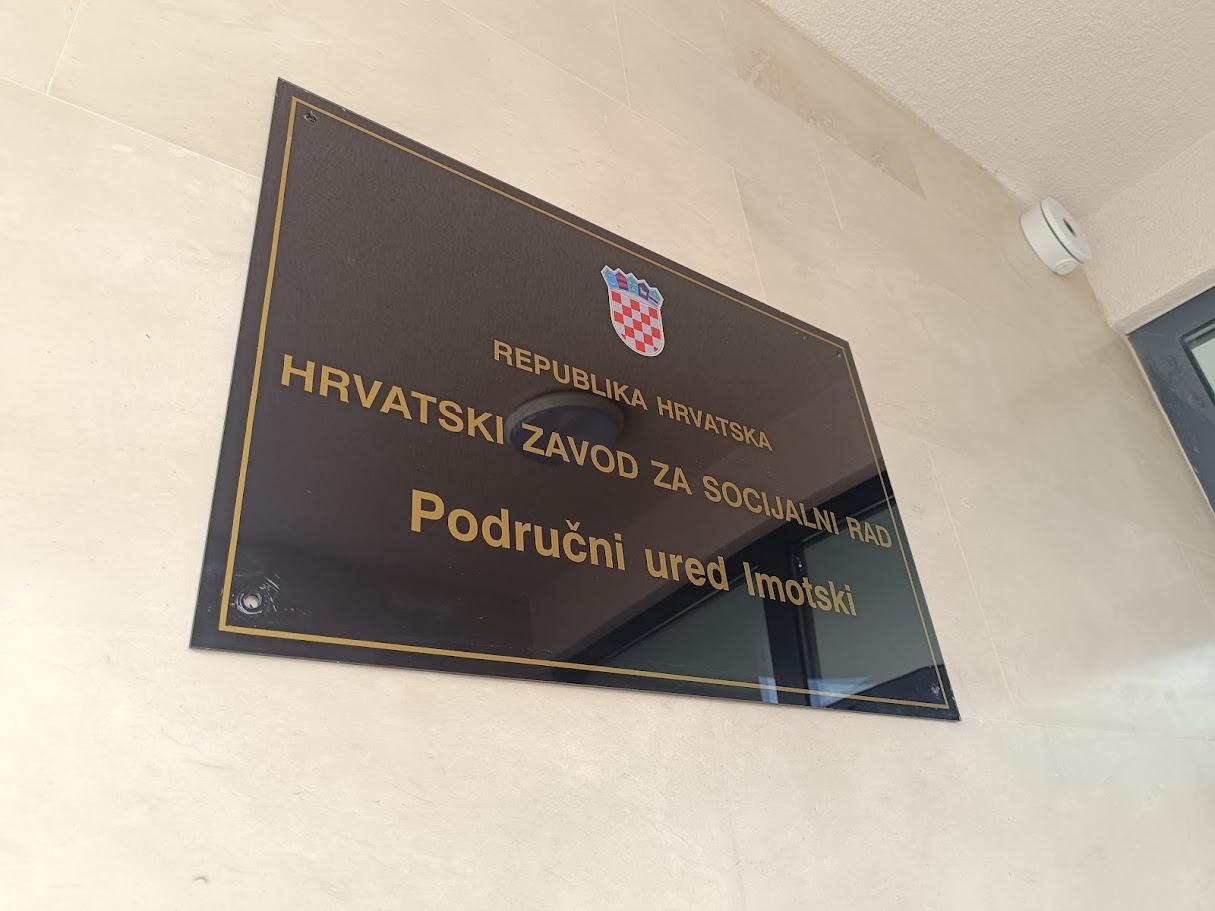 REPUBLIKA HRVATSKA
HRVATSKI ZAVOD ZA SOCIJALNI RAD
Područni ured Imotski